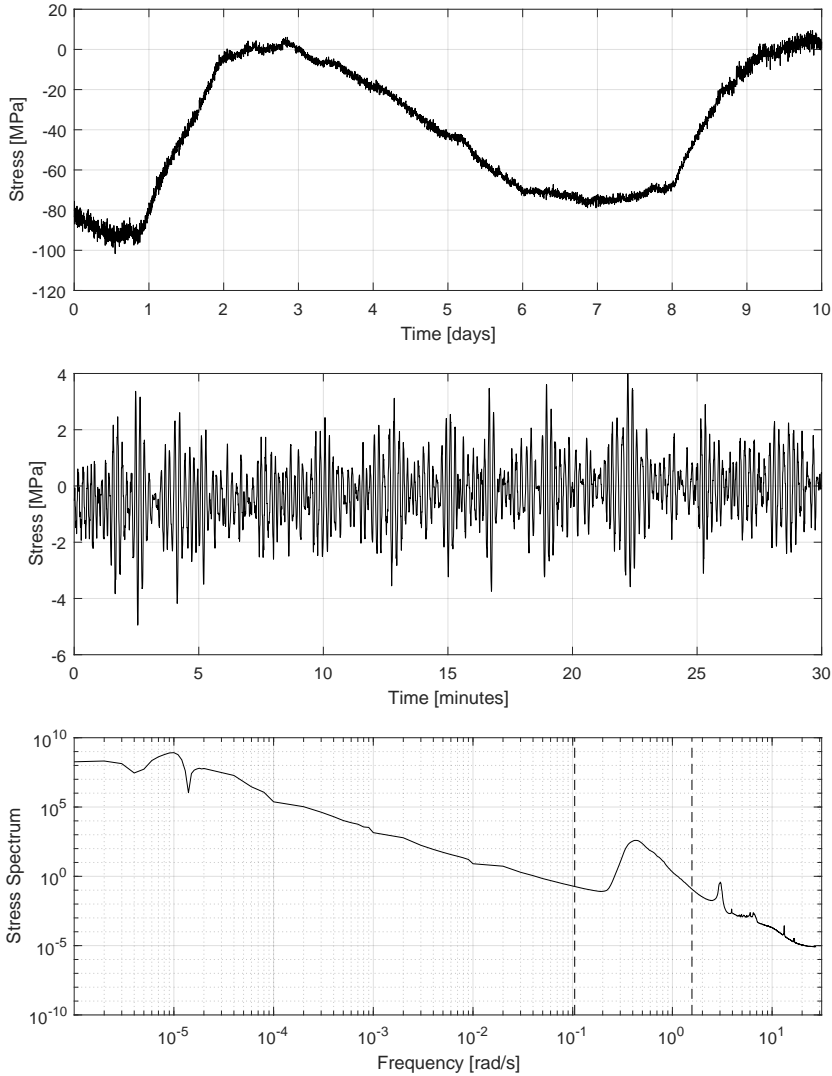 20
0
-20
-40
-60
-80
-100
-120
Stress [MPa]
0 1 2 3 4 5 6 7 8 9 10
Time [days]
4
2
0
-2
-4
-6
Stress [MPa]
0 5 10 15 20 25 30
Time [minutes]
10^10
10^5
10^0
10^-5
10^-10
Stress Spectrum
10^-5 10^-4 10^-3 10^-2 10^-1 10^0 10^1
Frequency [rad/s]